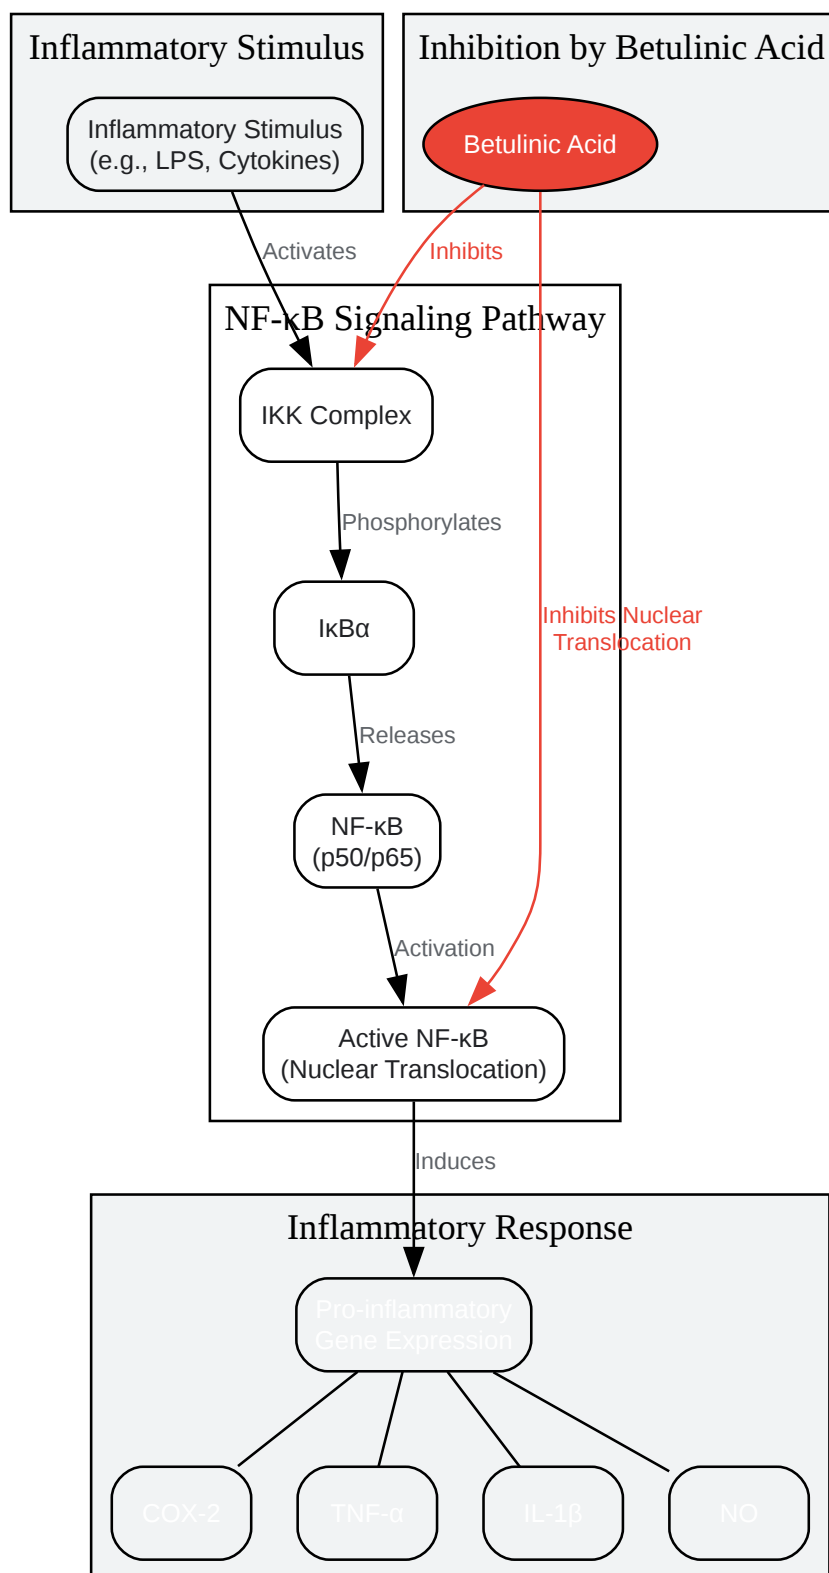 Inflammatory Stimulus
Inhibition by Betulinic Acid
Inflammatory Stimulus
(e.g., LPS, Cytokines)
Betulinic Acid
Activates
Inhibits
NF-κB Signaling Pathway
IKK Complex
Phosphorylates
IκBα
Inhibits Nuclear
Translocation
Releases
NF-κB
(p50/p65)
Activation
Active NF-κB
(Nuclear Translocation)
Induces
Inflammatory Response
Pro-inflammatory
Gene Expression
COX-2
TNF-α
IL-1β
NO